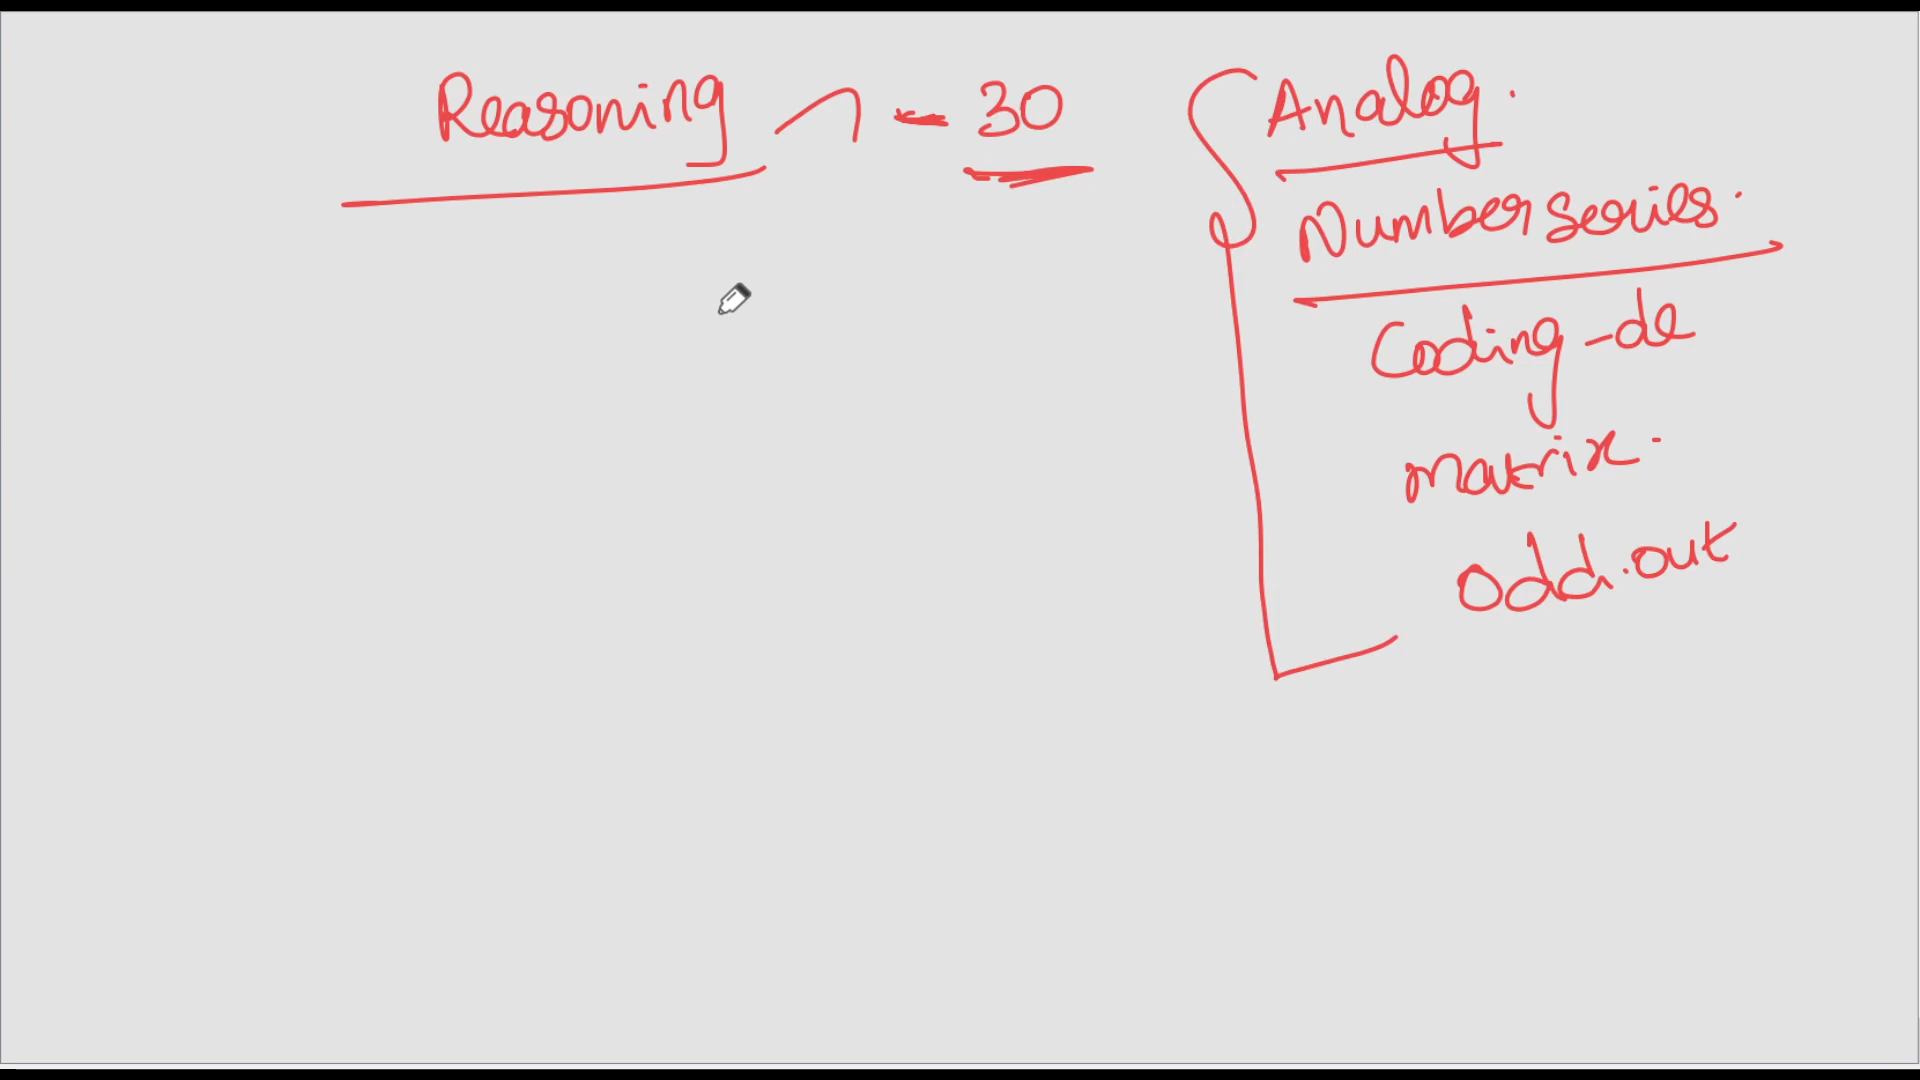 Reasoning - 30
Analog.
Number series.
Coding - de
matrix.
odd.out